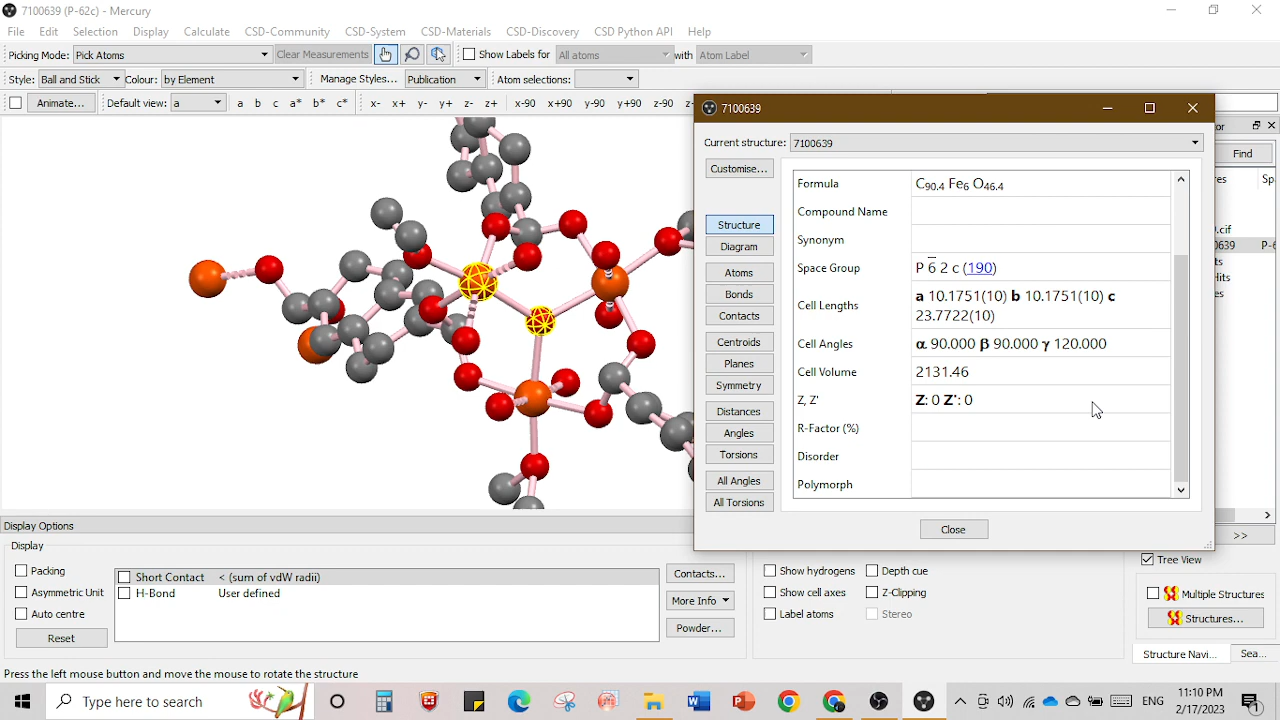 7100639 (P-62c) - Mercury
File Edit Selection Display Calculate CSD-Community CSD-System CSD-Materials CSD-Discovery CSD Python API Help
Picking Mode: Pick Atoms Clear Measurements Show Labels for All atoms with Atom Label
Style: Ball and Stick Colour: by Element Manage Styles... Publication Atom selections:
Animate... Default view: a a b c a* b* c* x- x+ y- y+ z- z+ x-90 x+90 y-90 y+90 z-90
7100639
Current structure: 7100639
Customise...
Structure
Diagram
Atoms
Bonds
Contacts
Centroids
Planes
Symmetry
Distances
Angles
Torsions
All Angles
All Torsions
Formula C90.4 Fe6 O46.4
Compound Name
Synonym
Space Group P 6̅ 2 c (190)
Cell Lengths a 10.1751(10) b 10.1751(10) c
23.7722(10)
Cell Angles α 90.000 β 90.000 γ 120.000
Cell Volume 2131.46
Z, Z' Z: 0 Z': 0
R-Factor (%)
Disorder
Polymorph
Close
Find
Display Options
Display
Packing
Asymmetric Unit
Auto centre
Reset
Short Contact < (sum of vdW radii)
H-Bond User defined
Contacts...
More Info
Powder...
Show hydrogens Depth cue
Show cell axes Z-Clipping
Label atoms Stereo
>>
Tree View
Multiple Structures
Structures...
Structure Navi... Sea...
Press the left mouse button and move the mouse to rotate the structure
Type here to search
ENG
11:10 PM
2/17/2023
1